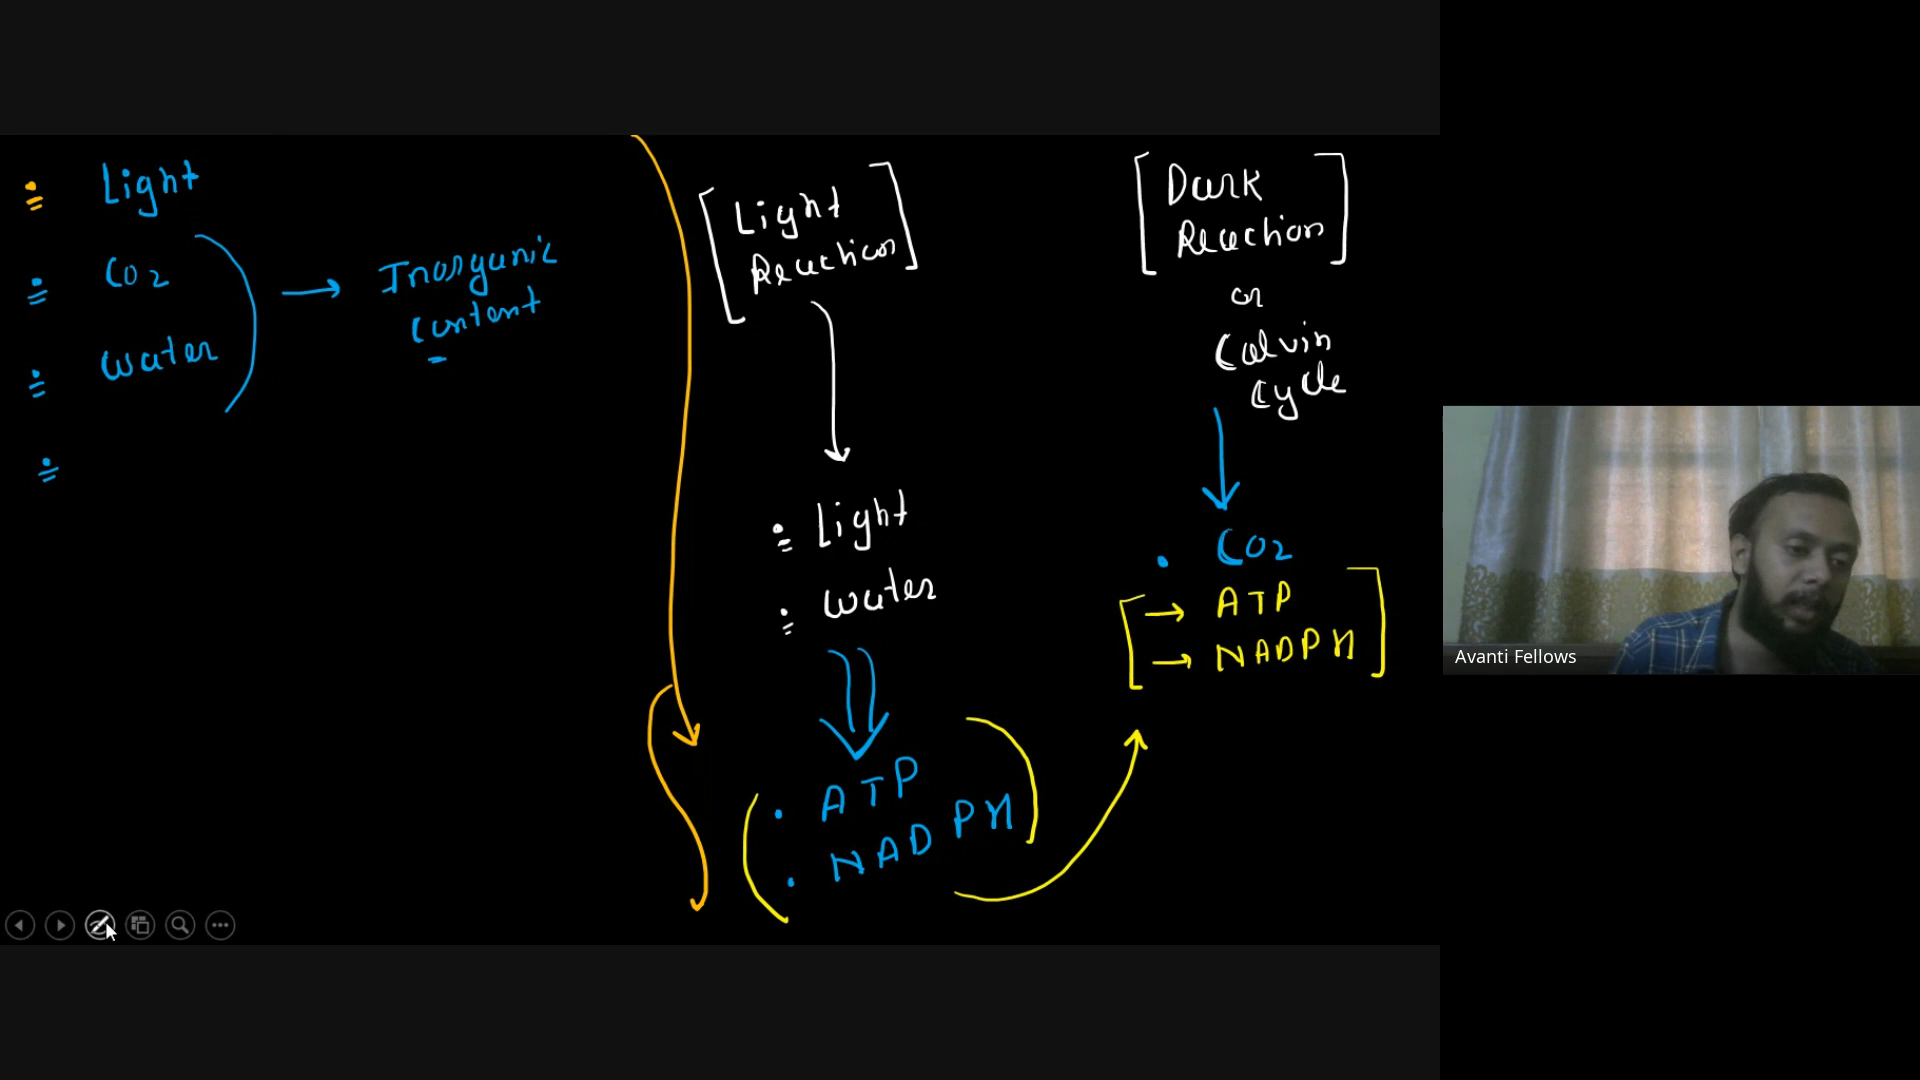 Light
CO2
water
Inorganic
content
[Light
Reaction]
Light
water
ATP
NADPH
[Dark
Reaction]
or
Calvin
cycle
CO2
→ ATP
→ NADPH
Avanti Fellows